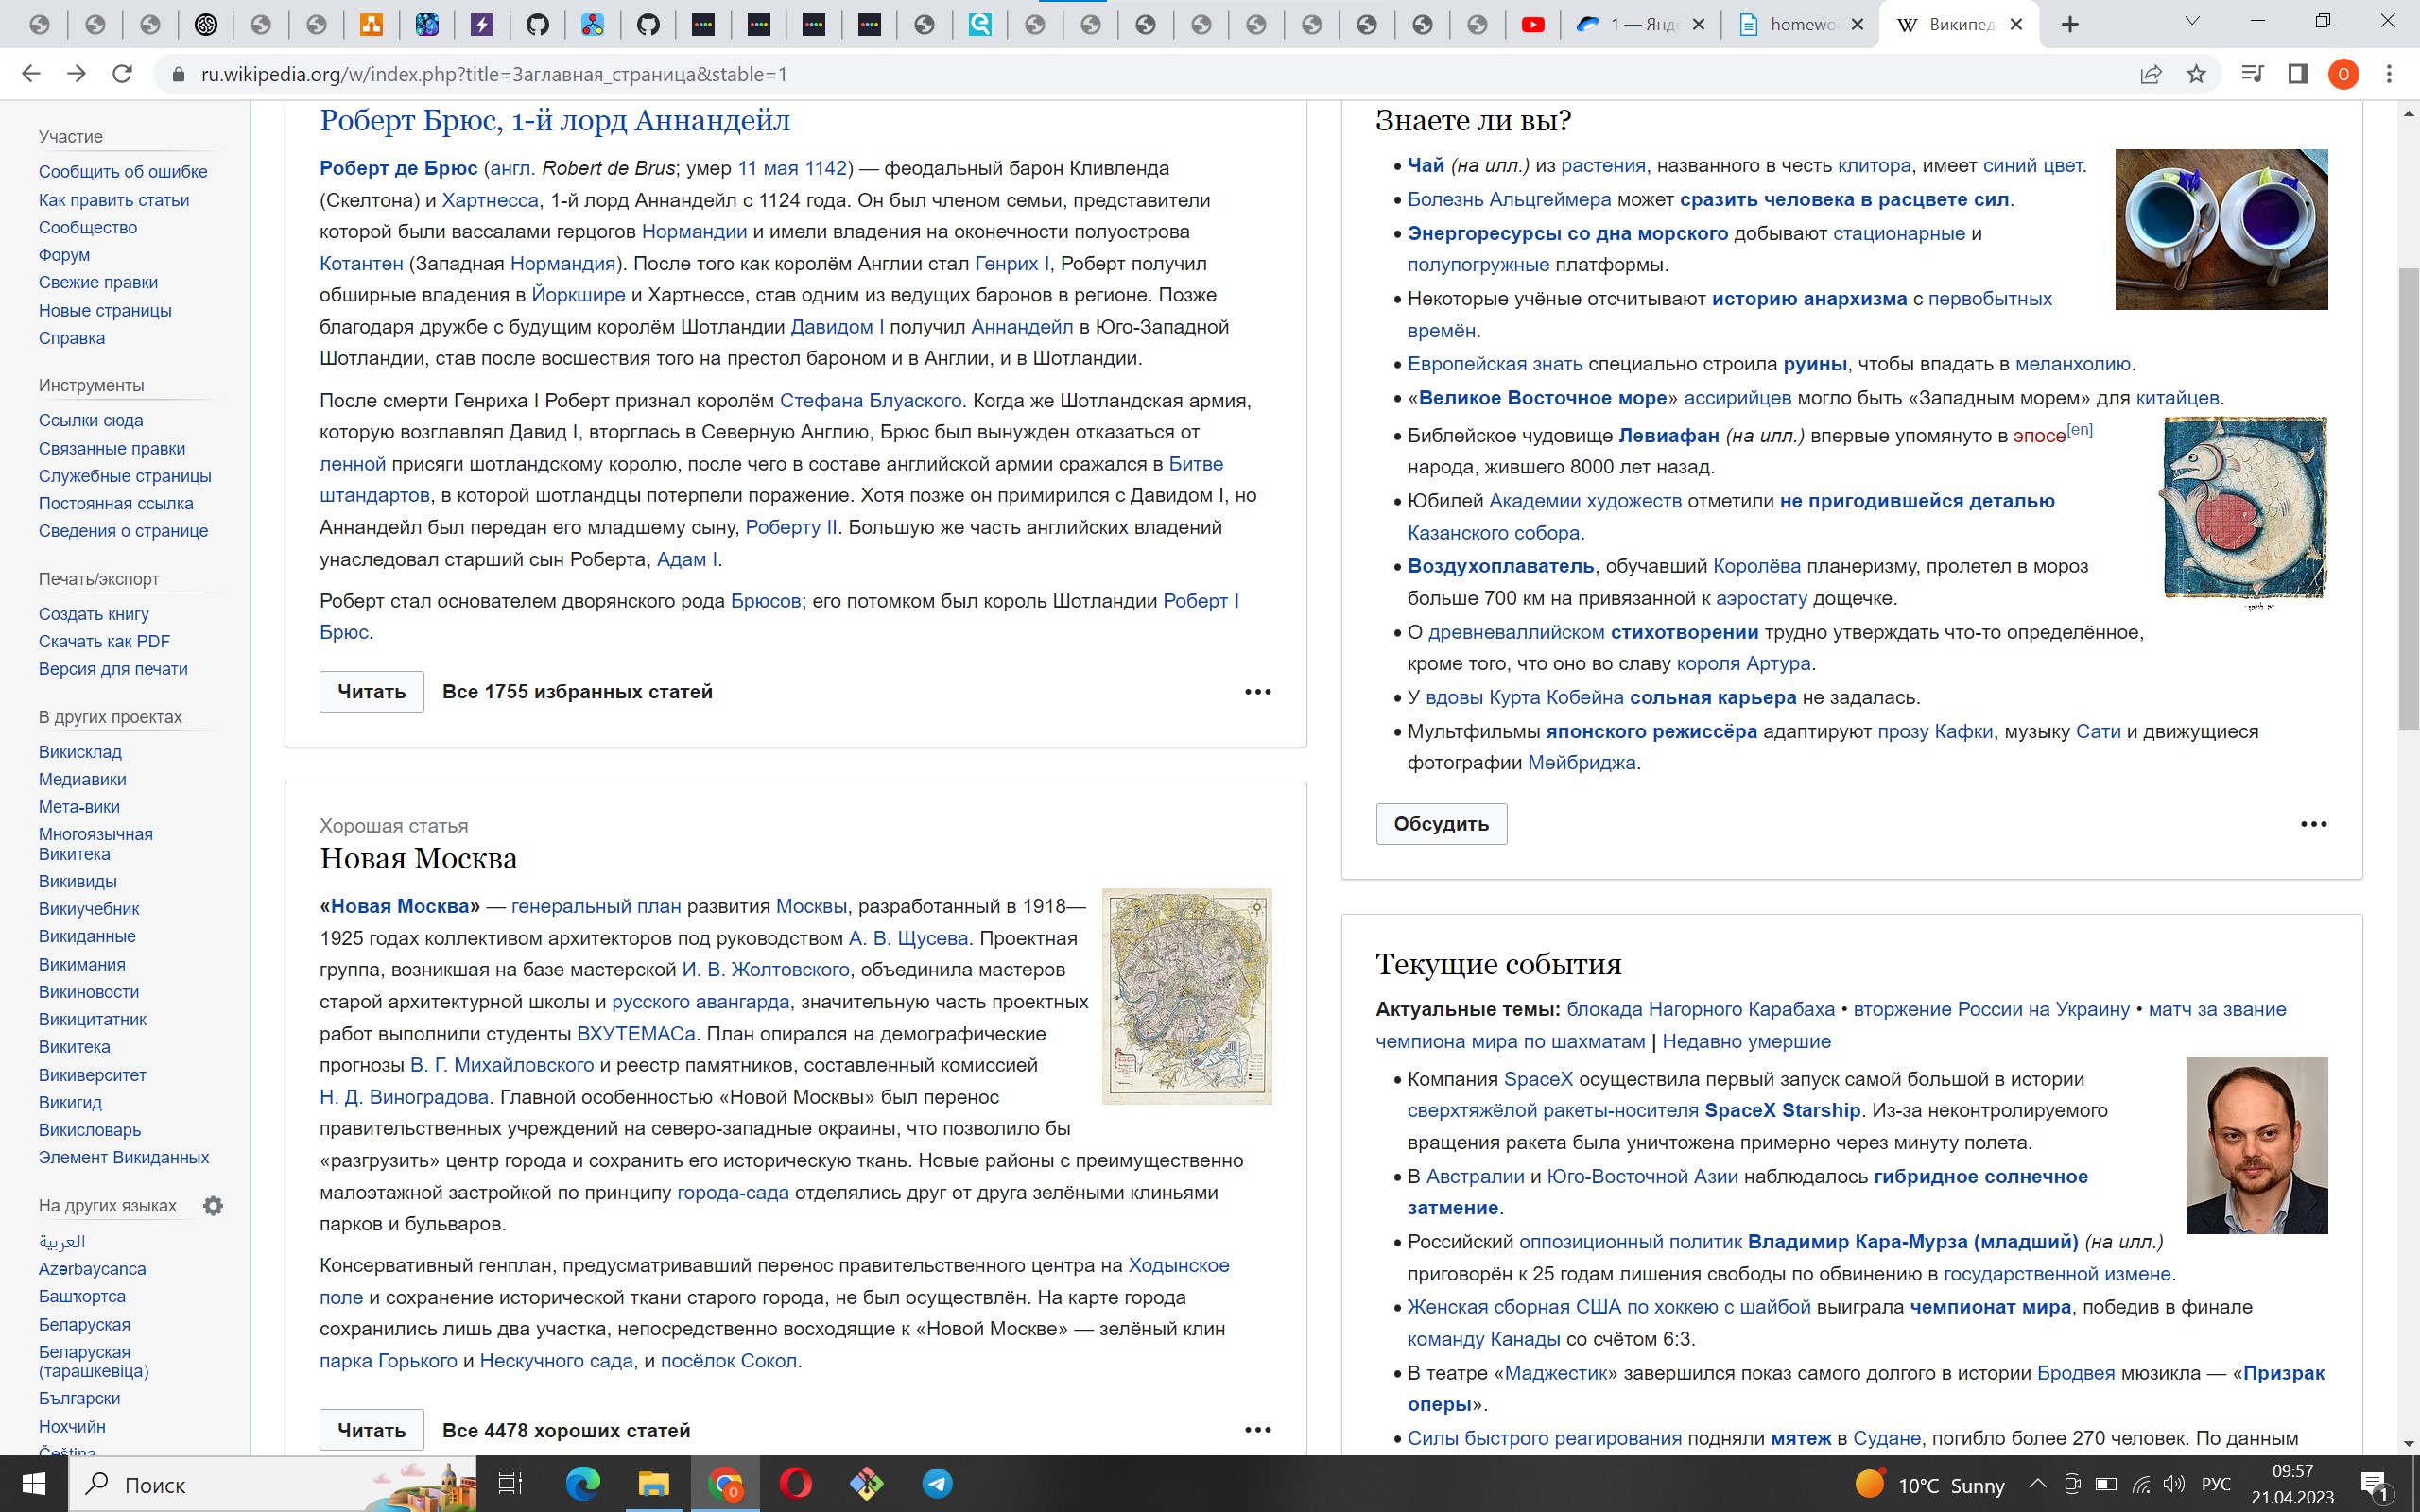 1 — Янд
homewo
Википед
ru.wikipedia.org/w/index.php?title=Заглавная_страница&stable=1
O
Участие
Сообщить об ошибке
Как править статьи
Сообщество
Форум
Свежие правки
Новые страницы
Справка
Инструменты
Ссылки сюда
Связанные правки
Служебные страницы
Постоянная ссылка
Сведения о странице
Печать/экспорт
Создать книгу
Скачать как PDF
Версия для печати
В других проектах
Викисклад
Медиавики
Мета-вики
Многоязычная
Викитека
Викивиды
Викиучебник
Викиданные
Викимания
Викиновости
Викицитатник
Викитека
Викиверситет
Викигид
Викисловарь
Элемент Викиданных
На других языках
العربية
Azərbaycanca
Башҡортса
Беларуская
Беларуская
(тарашкевіца)
Български
Нохчийн
Čeština
Роберт Брюс, 1-й лорд Аннандейл
Роберт де Брюс (англ. Robert de Brus; умер 11 мая 1142) — феодальный барон Кливленда
(Скелтона) и Хартнесса, 1-й лорд Аннандейл с 1124 года. Он был членом семьи, представители
которой были вассалами герцогов Нормандии и имели владения на оконечности полуострова
Котантен (Западная Нормандия). После того как королём Англии стал Генрих I, Роберт получил
обширные владения в Йоркшире и Хартнессе, став одним из ведущих баронов в регионе. Позже
благодаря дружбе с будущим королём Шотландии Давидом I получил Аннандейл в Юго-Западной
Шотландии, став после восшествия того на престол бароном и в Англии, и в Шотландии.
После смерти Генриха I Роберт признал королём Стефана Блуаского. Когда же Шотландская армия,
которую возглавлял Давид I, вторглась в Северную Англию, Брюс был вынужден отказаться от
ленной присяги шотландскому королю, после чего в составе английской армии сражался в Битве
штандартов, в которой шотландцы потерпели поражение. Хотя позже он примирился с Давидом I, но
Аннандейл был передан его младшему сыну, Роберту II. Большую же часть английских владений
унаследовал старший сын Роберта, Адам I.
Роберт стал основателем дворянского рода Брюсов; его потомком был король Шотландии Роберт I
Брюс.
Читать Все 1755 избранных статей
Хорошая статья
Новая Москва
«Новая Москва» — генеральный план развития Москвы, разработанный в 1918—
1925 годах коллективом архитекторов под руководством А. В. Щусева. Проектная
группа, возникшая на базе мастерской И. В. Жолтовского, объединила мастеров
старой архитектурной школы и русского авангарда, значительную часть проектных
работ выполнили студенты ВХУТЕМАСа. План опирался на демографические
прогнозы В. Г. Михайловского и реестр памятников, составленный комиссией
Н. Д. Виноградова. Главной особенностью «Новой Москвы» был перенос
правительственных учреждений на северо-западные окраины, что позволило бы
«разгрузить» центр города и сохранить его историческую ткань. Новые районы с преимущественно
малоэтажной застройкой по принципу города-сада отделялись друг от друга зелёными клиньями
парков и бульваров.
Консервативный генплан, предусматривавший перенос правительственного центра на Ходынское
поле и сохранение исторической ткани старого города, не был осуществлён. На карте города
сохранились лишь два участка, непосредственно восходящие к «Новой Москве» — зелёный клин
парка Горького и Нескучного сада, и посёлок Сокол.
Читать Все 4478 хороших статей
Знаете ли вы?
• Чай (на илл.) из растения, названного в честь клитора, имеет синий цвет.
• Болезнь Альцгеймера может сразить человека в расцвете сил.
• Энергоресурсы со дна морского добывают стационарные и
полупогружные платформы.
• Некоторые учёные отсчитывают историю анархизма с первобытных
времён.
• Европейская знать специально строила руины, чтобы впадать в меланхолию.
• «Великое Восточное море» ассирийцев могло быть «Западным морем» для китайцев.
• Библейское чудовище Левиафан (на илл.) впервые упомянуто в эпосе[en]
народа, жившего 8000 лет назад.
• Юбилей Академии художеств отметили не пригодившейся деталью
Казанского собора.
• Воздухоплаватель, обучавший Королёва планеризму, пролетел в мороз
больше 700 км на привязанной к аэростату дощечке.
• О древневаллийском стихотворении трудно утверждать что-то определённое,
кроме того, что оно во славу короля Артура.
• У вдовы Курта Кобейна сольная карьера не задалась.
• Мультфильмы японского режиссёра адаптируют прозу Кафки, музыку Сати и движущиеся
фотографии Мейбриджа.
Обсудить
Текущие события
Актуальные темы: блокада Нагорного Карабаха • вторжение России на Украину • матч за звание
чемпиона мира по шахматам | Недавно умершие
• Компания SpaceX осуществила первый запуск самой большой в истории
сверхтяжёлой ракеты-носителя SpaceX Starship. Из-за неконтролируемого
вращения ракета была уничтожена примерно через минуту полета.
• В Австралии и Юго-Восточной Азии наблюдалось гибридное солнечное
затмение.
• Российский оппозиционный политик Владимир Кара-Мурза (младший) (на илл.)
приговорён к 25 годам лишения свободы по обвинению в государственной измене.
• Женская сборная США по хоккею с шайбой выиграла чемпионат мира, победив в финале
команду Канады со счётом 6:3.
• В театре «Маджестик» завершился показ самого долгого в истории Бродвея мюзикла — «Призрак
оперы».
• Силы быстрого реагирования подняли мятеж в Судане, погибло более 270 человек. По данным
Поиск
10°C Sunny
РУС
09:57
21.04.2023
1